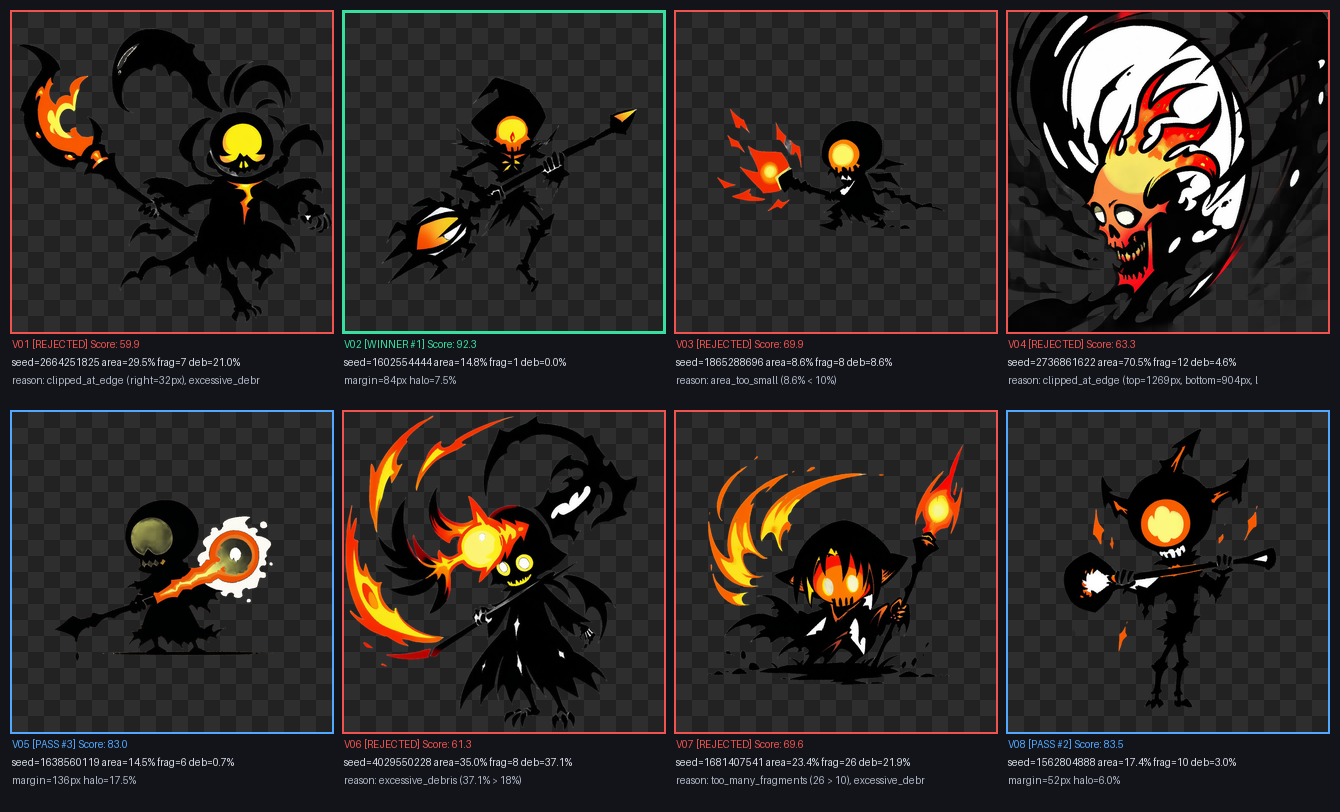 V01 [REJECTED] Score: 59.9
seed=2664251825 area=29.5% frag=7 deb=21.0%
reason: clipped_at_edge (right=32px), excessive_debr
V02 [WINNER #1] Score: 92.3
seed=1602554444 area=14.8% frag=1 deb=0.0%
margin=84px halo=7.5%
V03 [REJECTED] Score: 69.9
seed=1865288696 area=8.6% frag=8 deb=8.6%
reason: area_too_small (8.6% < 10%)
V04 [REJECTED] Score: 63.3
seed=2736861622 area=70.5% frag=12 deb=4.6%
reason: clipped_at_edge (top=1269px, bottom=904px, l
V05 [PASS #3] Score: 83.0
seed=1638560119 area=14.5% frag=6 deb=0.7%
margin=136px halo=17.5%
V06 [REJECTED] Score: 61.3
seed=4029550228 area=35.0% frag=8 deb=37.1%
reason: excessive_debris (37.1% > 18%)
V07 [REJECTED] Score: 69.6
seed=1681407541 area=23.4% frag=26 deb=21.9%
reason: too_many_fragments (26 > 10), excessive_debr
V08 [PASS #2] Score: 83.5
seed=1562804888 area=17.4% frag=10 deb=3.0%
margin=52px halo=6.0%